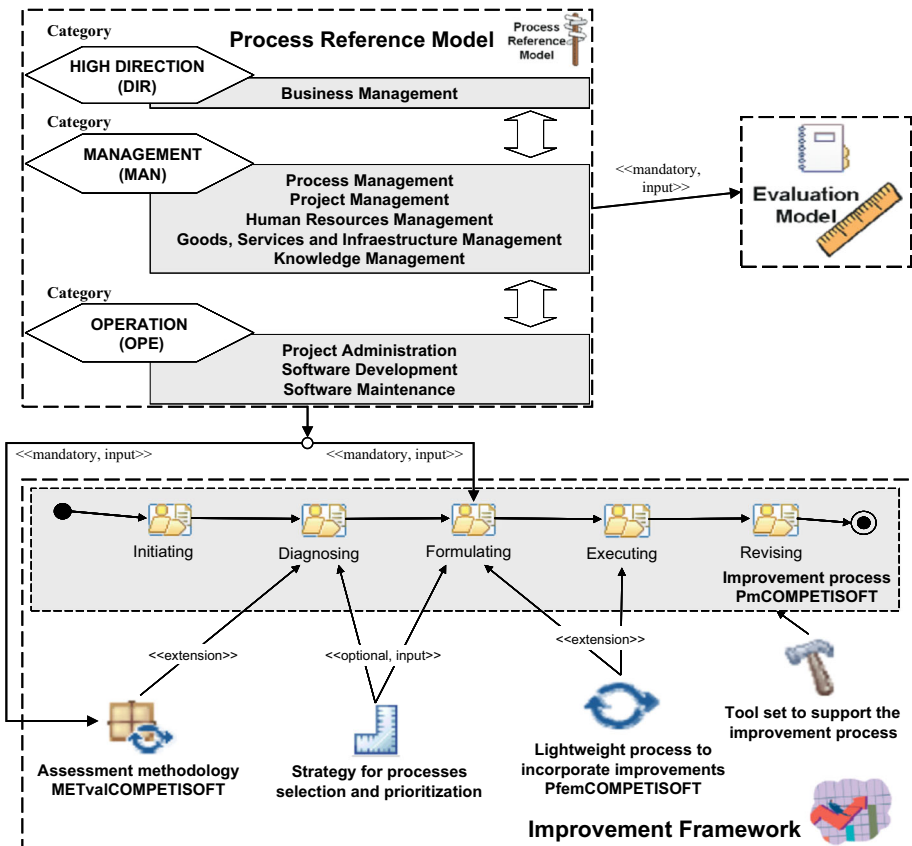 Category
Process Reference Model
Process
Reference
Model
HIGH DIRECTION
(DIR)
Business Management
Category
MANAGEMENT
(MAN)
Process Management
Project Management
Human Resources Management
Goods, Services and Infraestructure Management
Knowledge Management
<<mandatory,
input>>
Evaluation
Model
Category
OPERATION
(OPE)
Project Administration
Software Development
Software Maintenance
<<mandatory, input>>
<<mandatory, input>>
Initiating
Diagnosing
Formulating
Executing
Revising
Improvement process
PmCOMPETISOFT
<<extension>>
<<optional, input>>
<<extension>>
Assessment methodology
METvalCOMPETISOFT
Strategy for processes
selection and prioritization
Lightweight process to
incorporate improvements
PfemCOMPETISOFT
Tool set to support the
improvement process
Improvement Framework